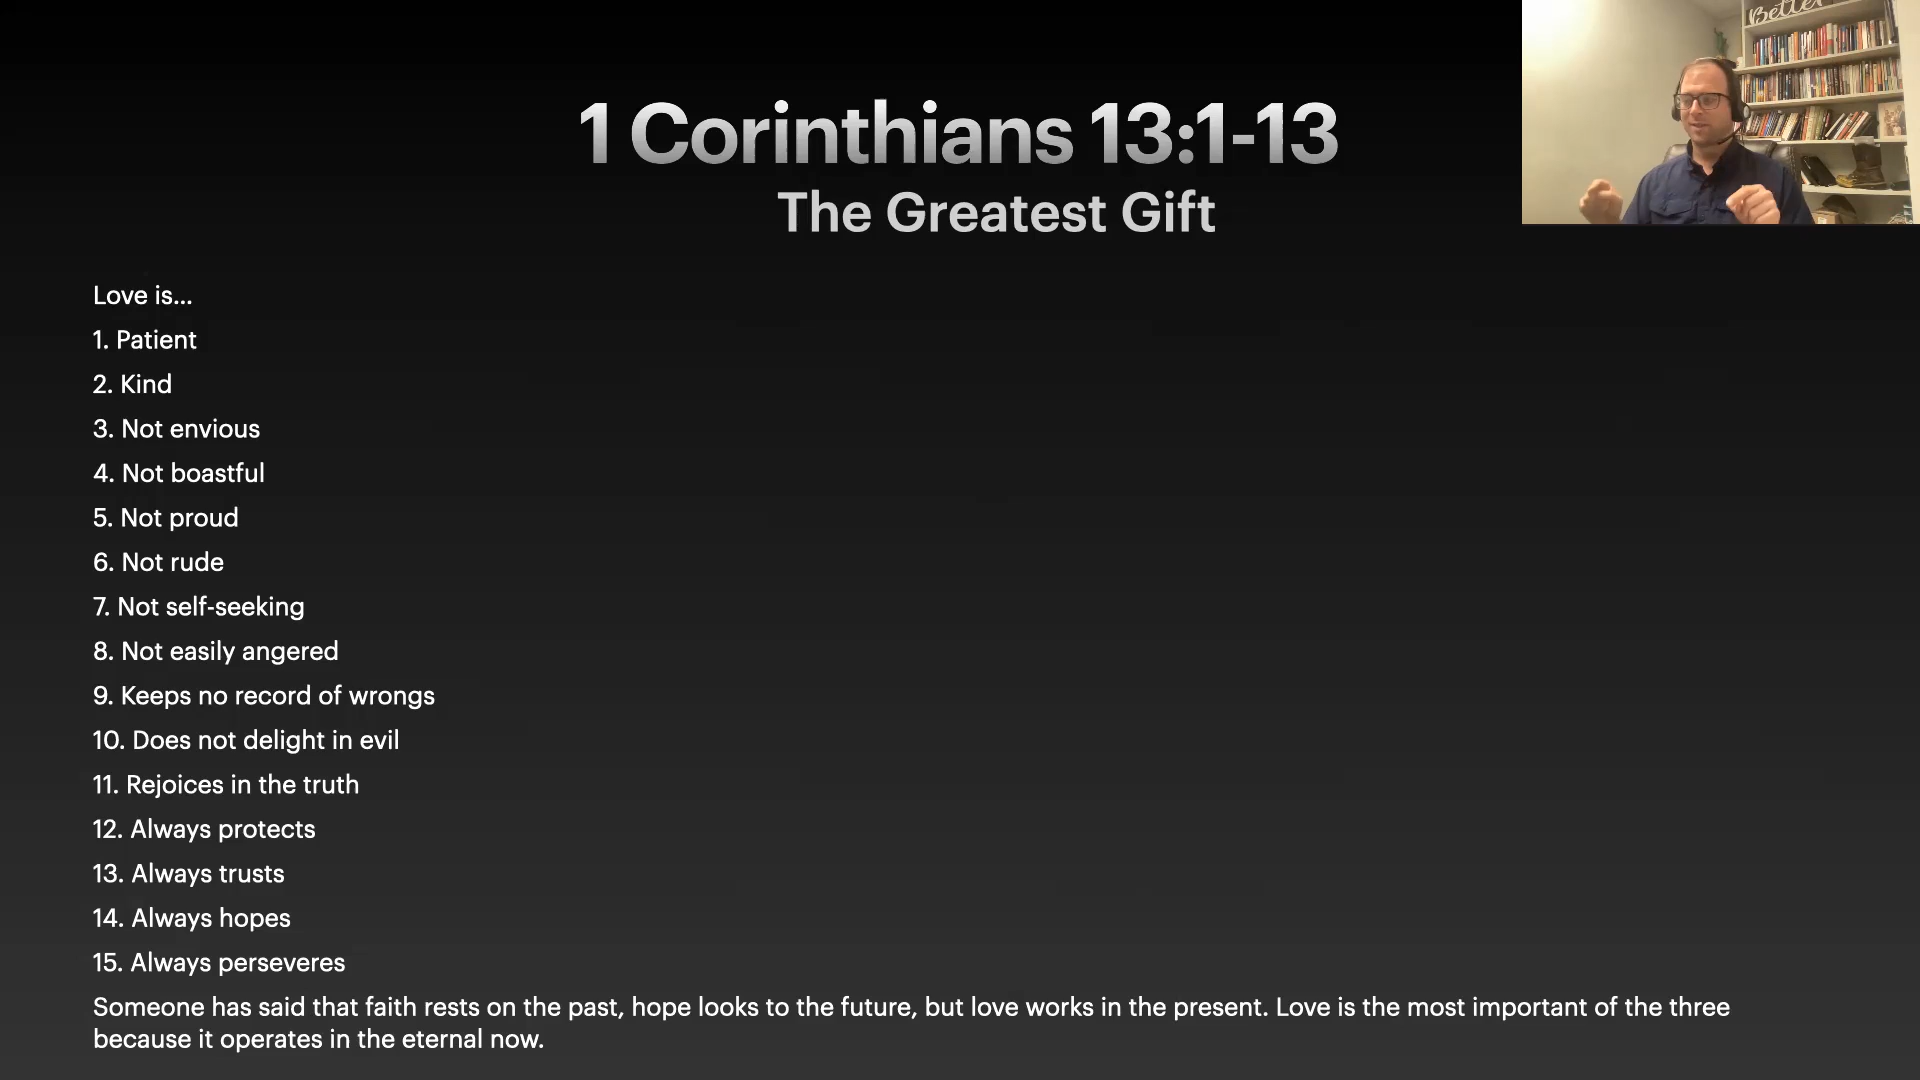 Better
1 Corinthians 13:1-13
The Greatest Gift
Love is...
1. Patient
2. Kind
3. Not envious
4. Not boastful
5. Not proud
6. Not rude
7. Not self-seeking
8. Not easily angered
9. Keeps no record of wrongs
10. Does not delight in evil
11. Rejoices in the truth
12. Always protects
13. Always trusts
14. Always hopes
15. Always perseveres
Someone has said that faith rests on the past, hope looks to the future, but love works in the present. Love is the most important of the three
because it operates in the eternal now.